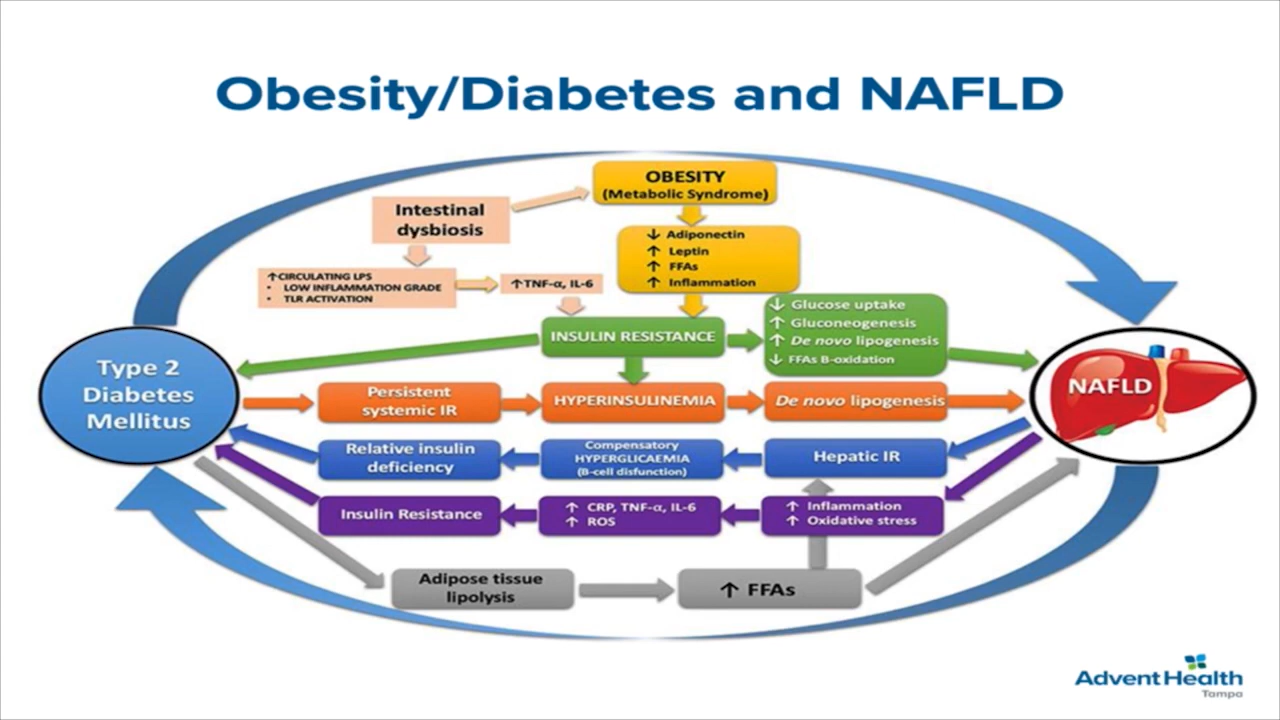 Obesity/Diabetes and NAFLD
OBESITY
(Metabolic Syndrome)
Intestinal
dysbiosis
↓ Adiponectin
↑ Leptin
↑ FFAs
↑ Inflammation
↑CIRCULATING LPS
• LOW INFLAMMATION GRADE
• TLR ACTIVATION
↑TNF-α, IL-6
INSULIN RESISTANCE
↓ Glucose uptake
↑ Gluconeogenesis
↑ De novo lipogenesis
↓ FFAs B-oxidation
Type 2
Diabetes
Mellitus
NAFLD
Persistent
systemic IR
HYPERINSULINEMIA
De novo lipogenesis
Relative insulin
deficiency
Compensatory
HYPERGLICAEMIA
(B-cell disfunction)
Hepatic IR
Insulin Resistance
↑ CRP, TNF-α, IL-6
↑ ROS
↑ Inflammation
↑ Oxidative stress
Adipose tissue
lipolysis
↑ FFAs
AdventHealth
Tampa